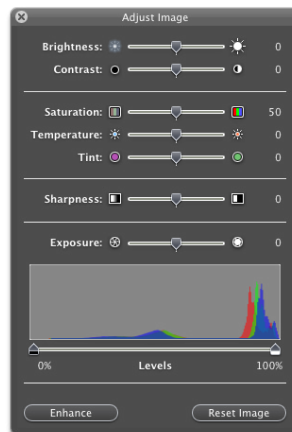 Adjust Image
Brightness: 0
Contrast: 0
Saturation: 50
Temperature: 0
Tint: 0
Sharpness: 0
Exposure: 0
0% Levels 100%
Enhance Reset Image